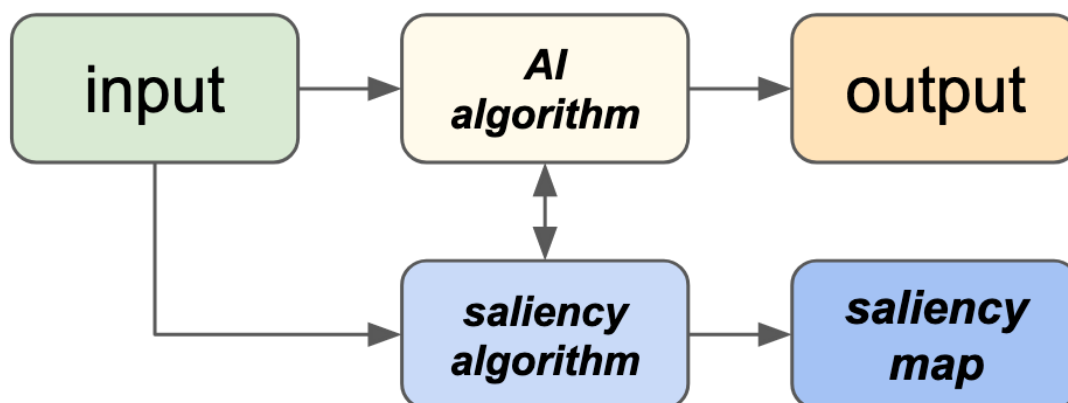 input
AI
algorithm
output
saliency
algorithm
saliency
map